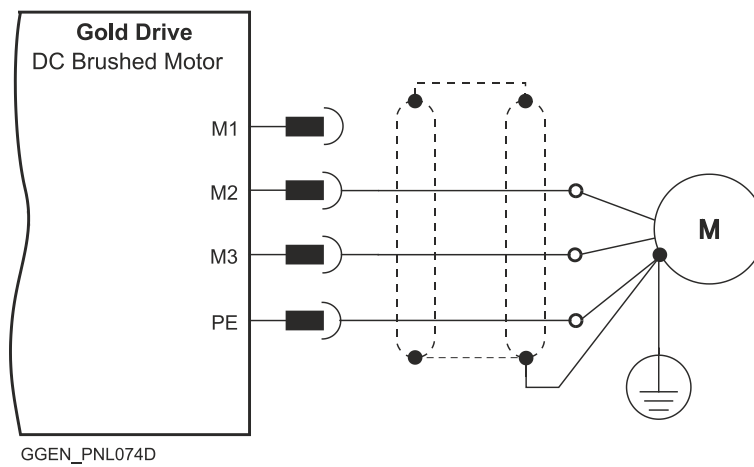 Gold Drive
DC Brushed Motor
M1
M2
M3
PE
M
GGEN_PNL074D